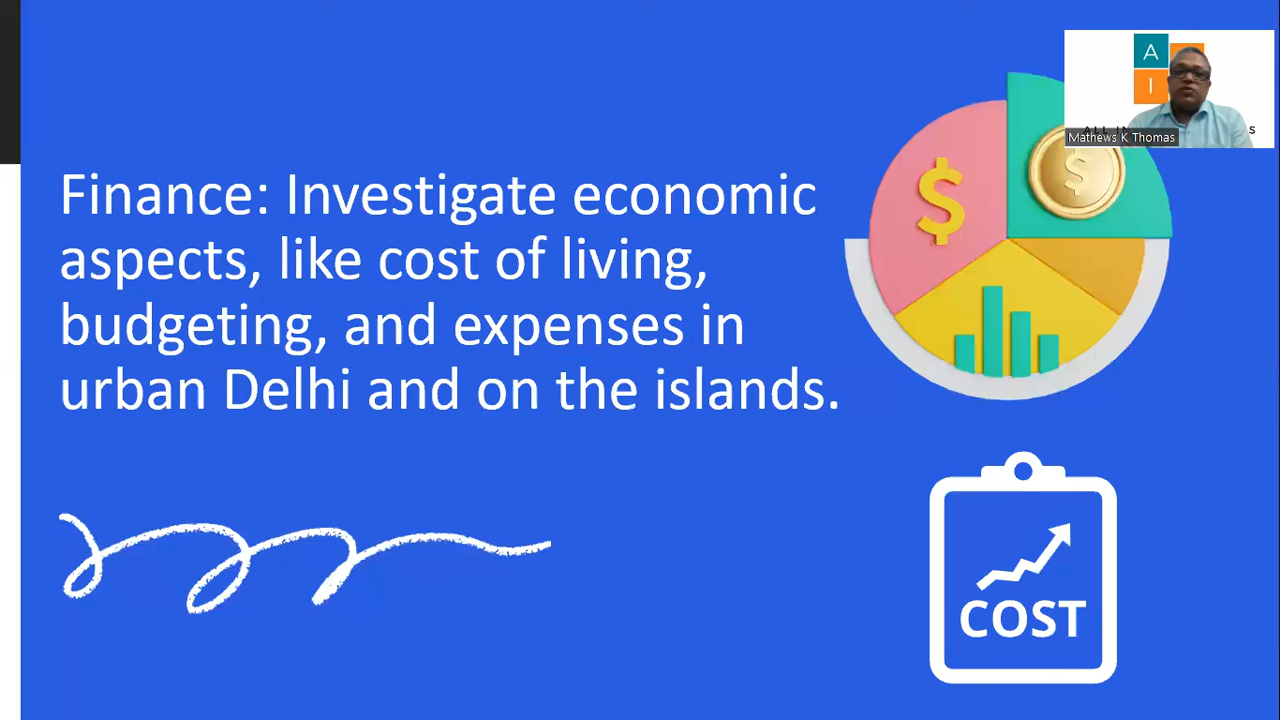 Finance: Investigate economic
aspects, like cost of living,
budgeting, and expenses in
urban Delhi and on the islands.
$
$
COST
A
I
Mathews K Thomas
S